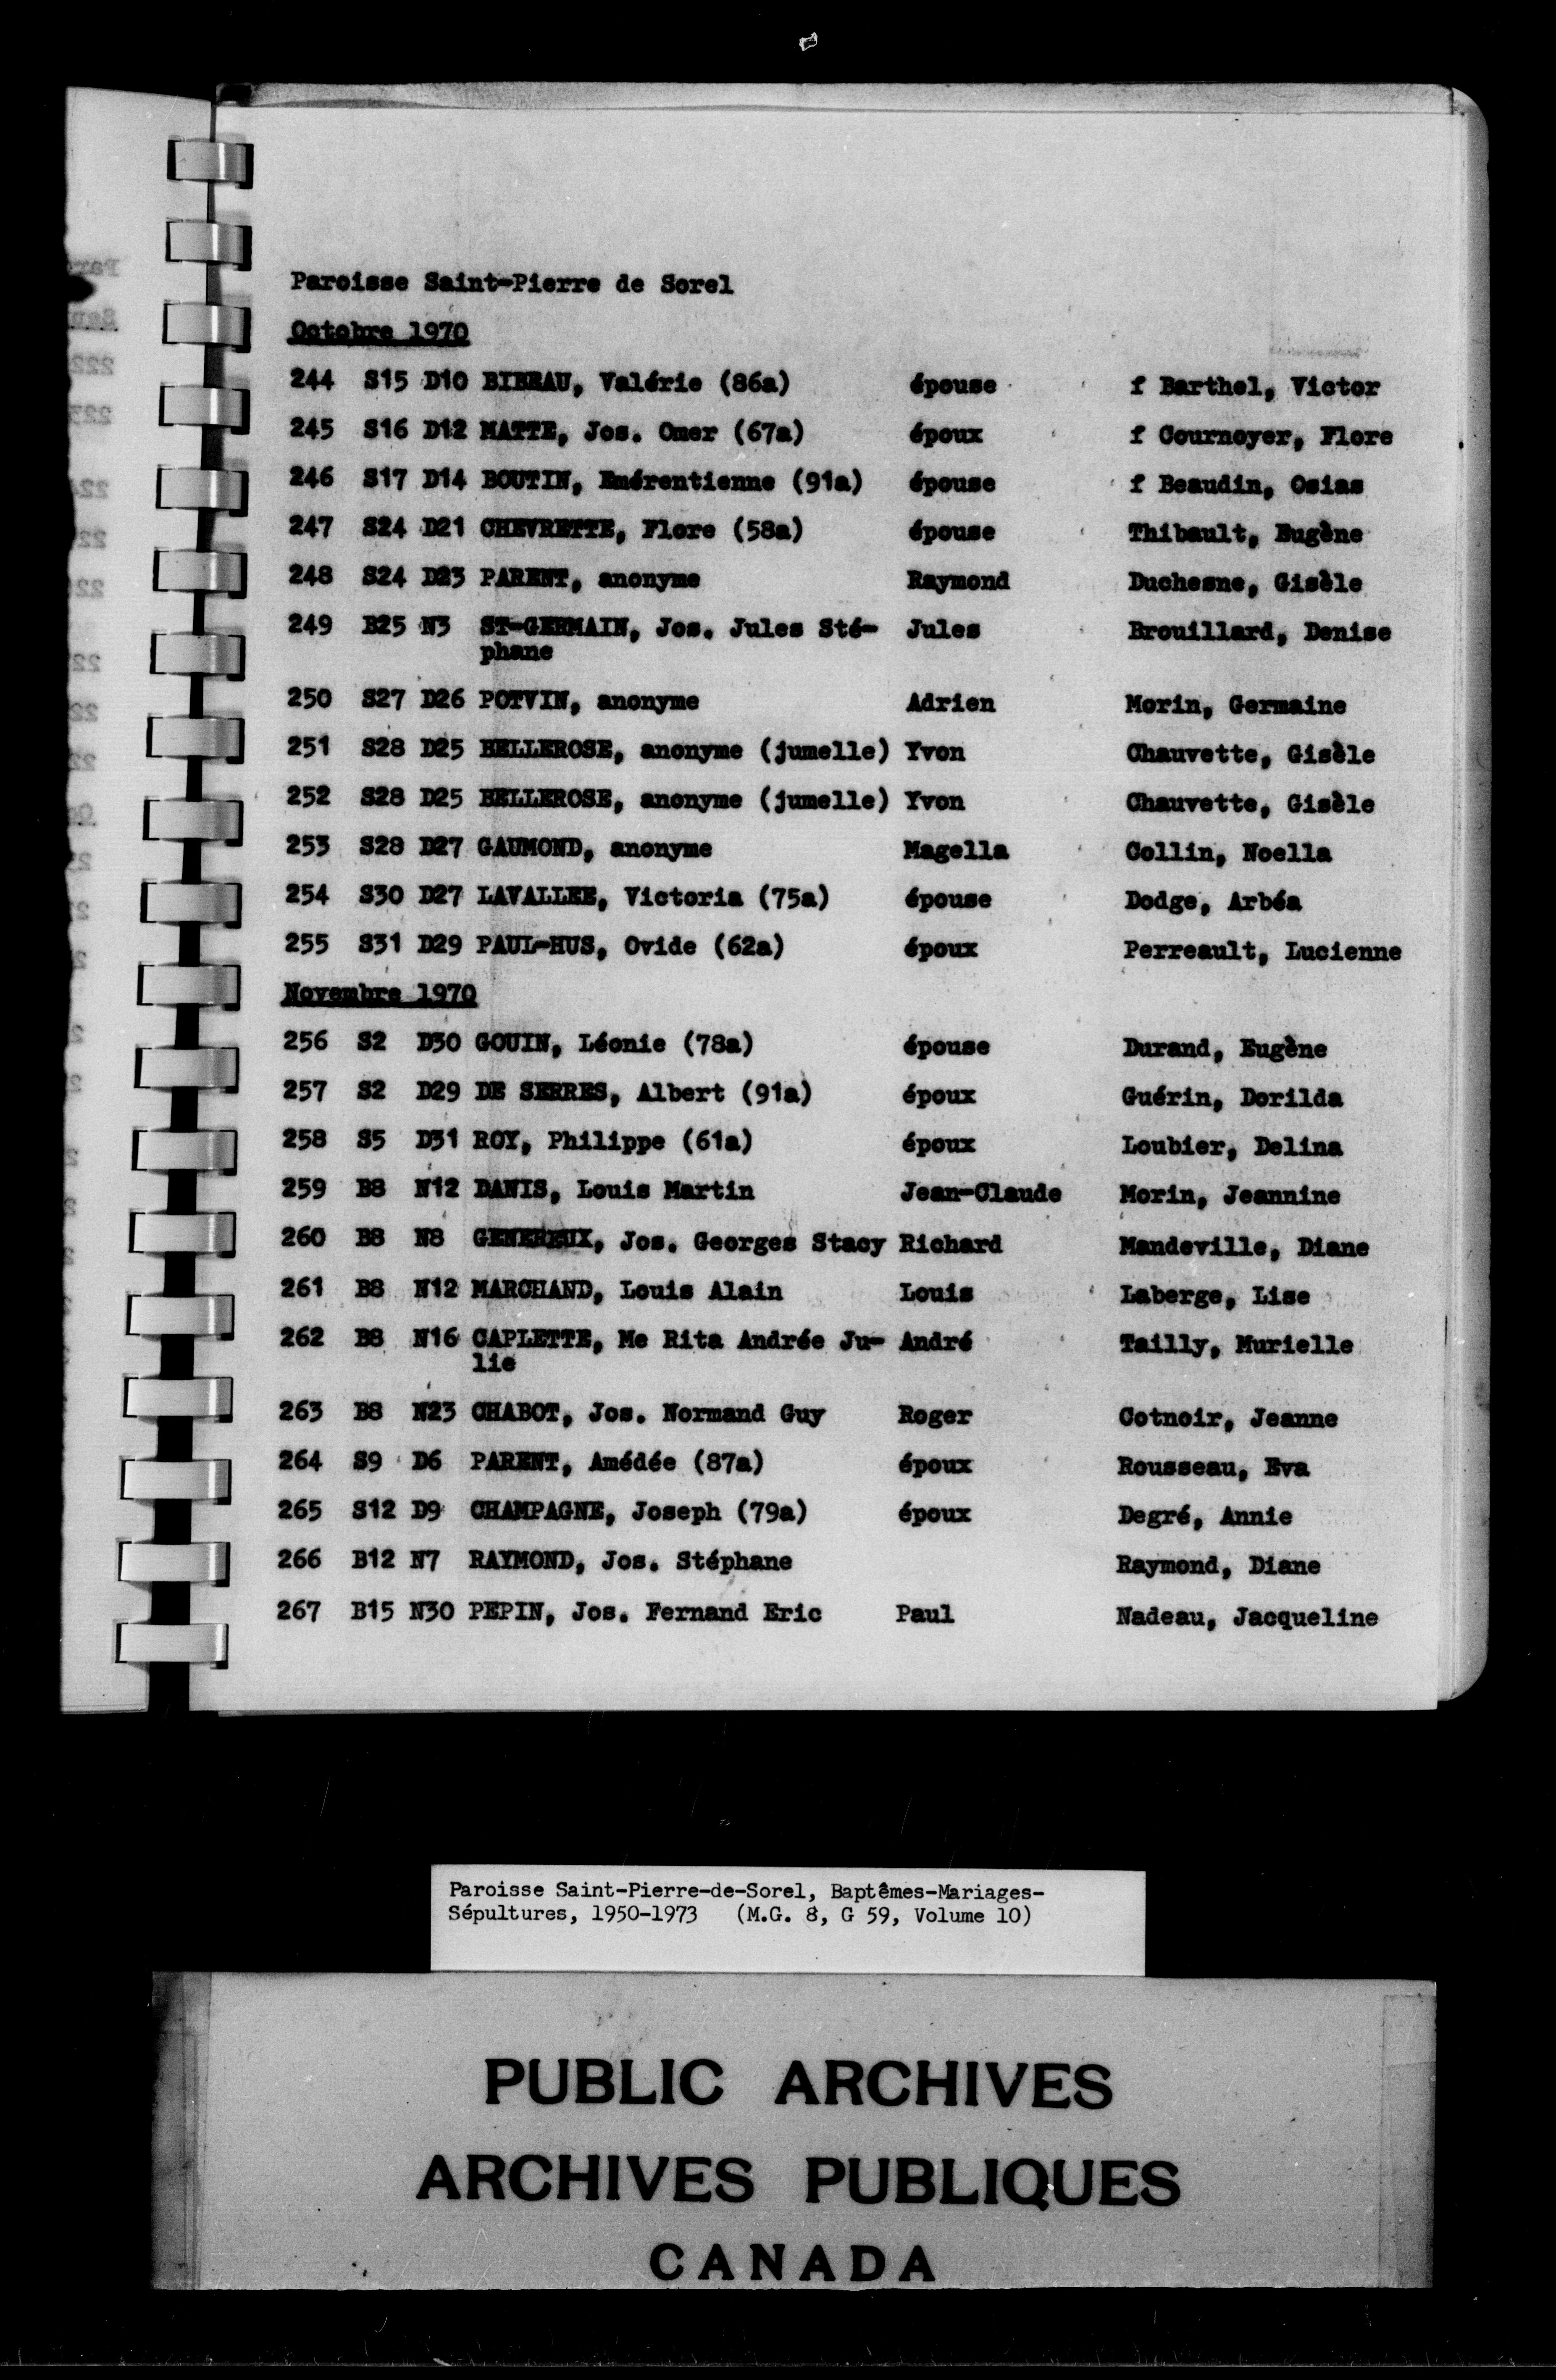 Paroisse Saint-Pierre de Sorel
Octobre 1970
244 S15 D10 BIBEAU, Valérie (86a) épouse f Barthel, Victor
245 S16 D12 MATTE, Jos. Omer (67a) époux f Cournoyer, Flore
246 S17 D14 BOUTIN, Emérentienne (91a) épouse f Beaudin, Osias
247 S24 D21 CHEVRETTE, Flore (58a) épouse Thibault, Eugène
248 S24 D23 PARENT, anonyme Raymond Duchesne, Gisèle
249 B25 N3 ST-GERMAIN, Jos. Jules Sté- Jules Brouillard, Denise
phane
250 S27 D26 POTVIN, anonyme Adrien Morin, Germaine
251 S28 D25 BELLEROSE, anonyme (jumelle) Yvon Chauvette, Gisèle
252 S28 D25 BELLEROSE, anonyme (jumelle) Yvon Chauvette, Gisèle
253 S28 D27 GAUMOND, anonyme Magella Collin, Noella
254 S30 D27 LAVALLEE, Victoria (75a) épouse Dodge, Arbéa
255 S31 D29 PAUL-HUS, Ovide (62a) époux Perreault, Lucienne
Novembre 1970
256 S2 D30 GOUIN, Léonie (78a) épouse Durand, Eugène
257 S2 D29 DE SERRES, Albert (91a) époux Guérin, Dorilda
258 S5 D31 ROY, Philippe (61a) époux Loubier, Delina
259 B8 N12 DANIS, Louis Martin Jean-Claude Morin, Jeannine
260 B8 N8 GENEREUX, Jos. Georges Stacy Richard Mandeville, Diane
261 B8 N12 MARCHAND, Louis Alain Louis Laberge, Lise
262 B8 N16 CAPLETTE, Me Rita Andrée Ju- André Tailly, Murielle
lie
263 B8 N23 CHABOT, Jos. Normand Guy Roger Cotnoir, Jeanne
264 S9 D6 PARENT, Amédée (87a) époux Rousseau, Eva
265 S12 D9 CHAMPAGNE, Joseph (79a) époux Degré, Annie
266 B12 N7 RAYMOND, Jos. Stéphane Raymond, Diane
267 B15 N30 PEPIN, Jos. Fernand Eric Paul Nadeau, Jacqueline
Paroisse Saint-Pierre-de-Sorel, Baptêmes-Mariages-
Sépultures, 1950-1973 (M.G. 8, G 59, Volume 10)
PUBLIC ARCHIVES
ARCHIVES PUBLIQUES
CANADA